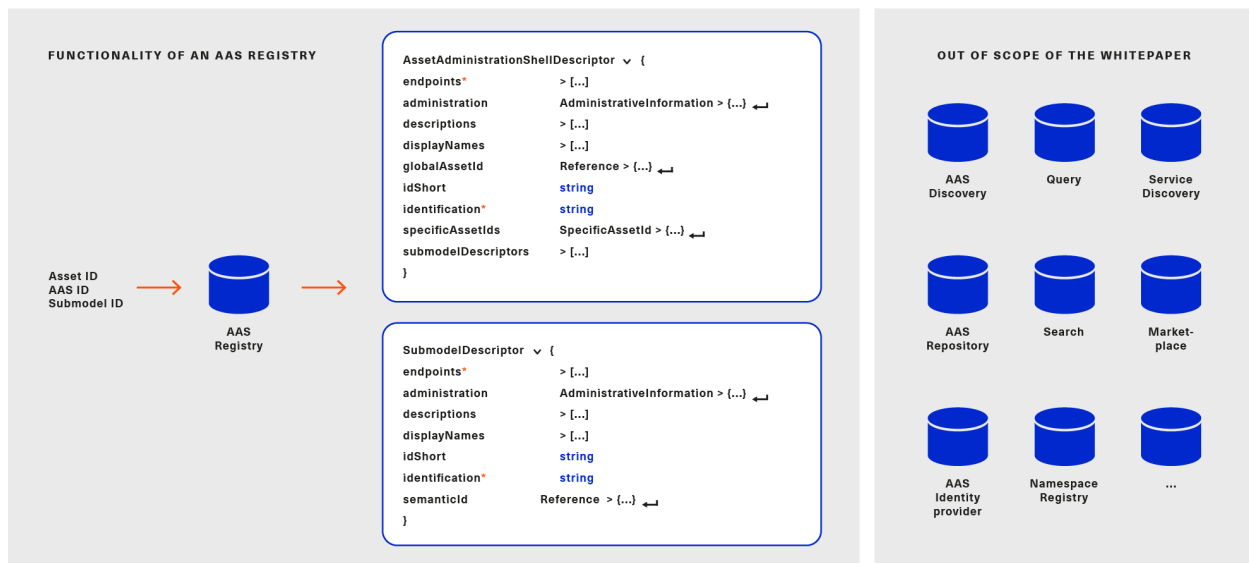 FUNCTIONALITY OF AN AAS REGISTRY
Asset ID
AAS ID
Submodel ID
AAS
Registry
AssetAdministrationShellDescriptor {
endpoints* > [...]
administration AdministrativeInformation > {...}
descriptions > [...]
displayNames > [...]
globalAssetId Reference > {...}
idShort string
identification* string
specificAssetIds SpecificAssetId > {...}
submodelDescriptors > [...]
}
SubmodelDescriptor {
endpoints* > [...]
administration AdministrativeInformation > {...}
descriptions > [...]
displayNames > [...]
idShort string
identification* string
semanticId Reference > {...}
}
OUT OF SCOPE OF THE WHITEPAPER
AAS
Discovery
Query
Service
Discovery
AAS
Repository
Search
Market-
place
AAS
Identity
provider
Namespace
Registry
...